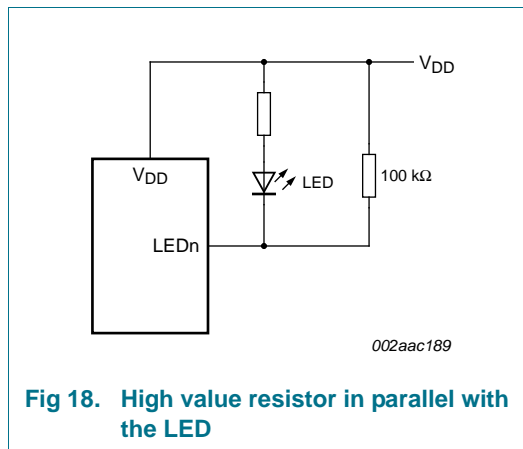 VDD
VDD
LED
100 kΩ
LEDn
002aac189
Fig 18. High value resistor in parallel with
the LED